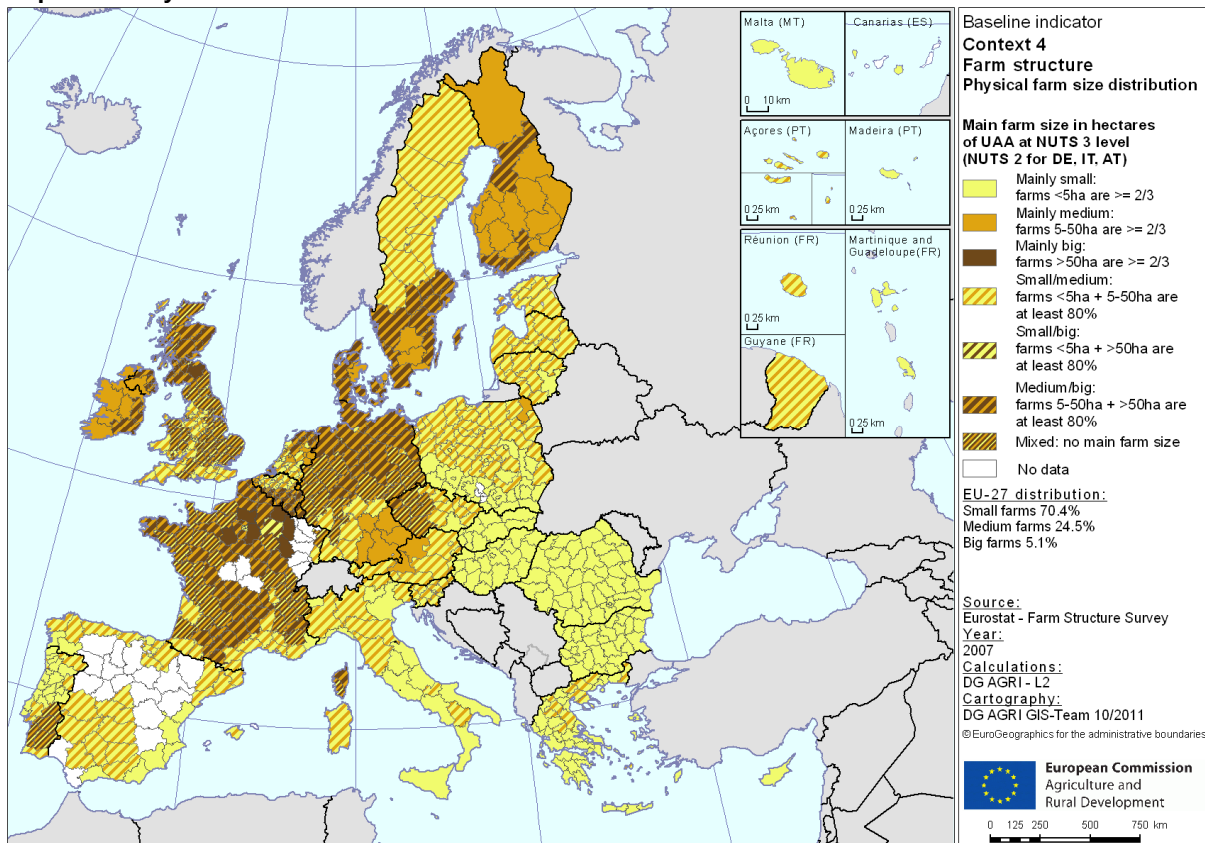 Malta (MT)
0 10 km
Canarias (ES)
Açores (PT)
0 25 km
Madeira (PT)
0 25 km
Réunion (FR)
0 25 km
Martinique and
Guadeloupe(FR)
0 25 km
Guyane (FR)
Baseline indicator
Context 4
Farm structure
Physical farm size distribution
Main farm size in hectares
of UAA at NUTS 3 level
(NUTS 2 for DE, IT, AT)
Mainly small:
farms <5ha are >= 2/3
Mainly medium:
farms 5-50ha are >= 2/3
Mainly big:
farms >50ha are >= 2/3
Small/medium:
farms <5ha + 5-50ha are
at least 80%
Small/big:
farms <5ha + >50ha are
at least 80%
Medium/big:
farms 5-50ha + >50ha are
at least 80%
Mixed: no main farm size
No data
EU-27 distribution:
Small farms 70.4%
Medium farms 24.5%
Big farms 5.1%
Source:
Eurostat - Farm Structure Survey
Year:
2007
Calculations:
DG AGRI - L2
Cartography:
DG AGRI GIS-Team 10/2011
© EuroGeographics for the administrative boundaries
European Commission
Agriculture and
Rural Development
0 125 250 500 750 km